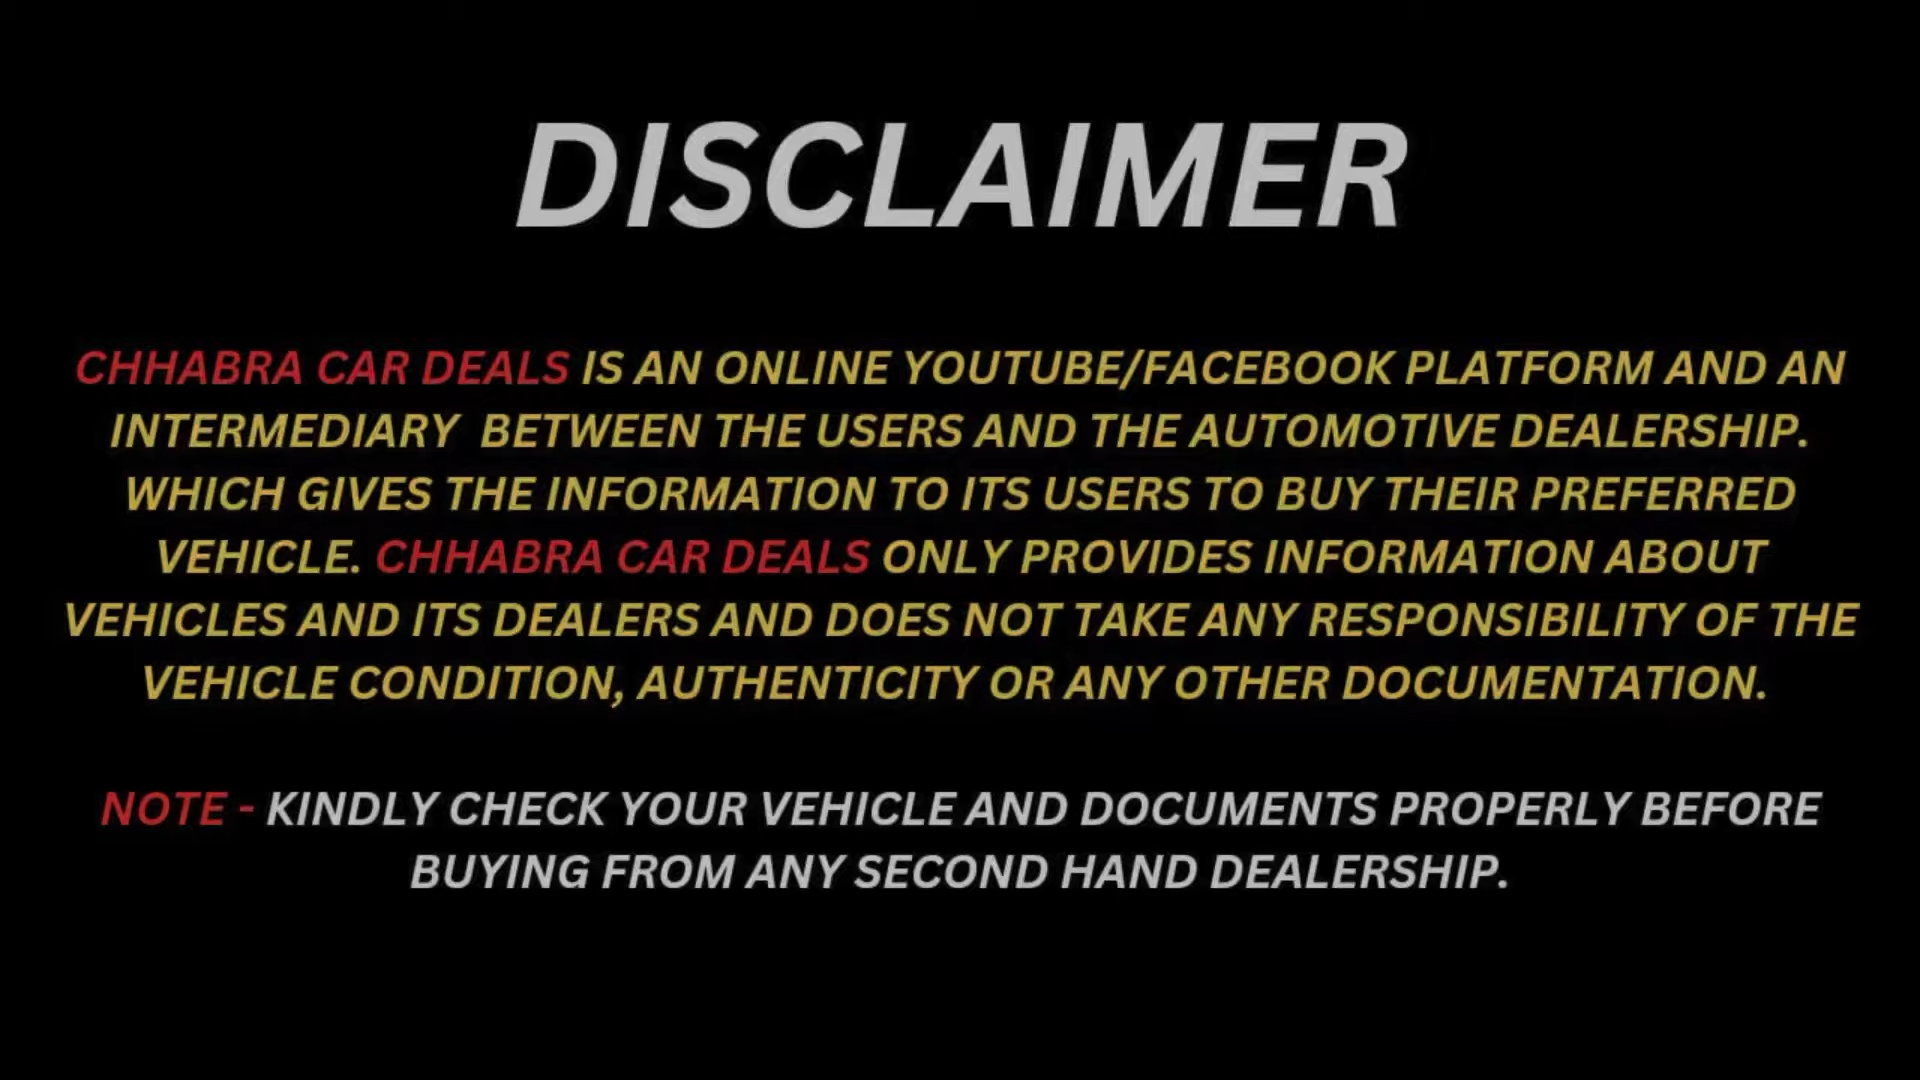 DISCLAIMER
CHHABRA CAR DEALS IS AN ONLINE YOUTUBE/FACEBOOK PLATFORM AND AN
INTERMEDIARY BETWEEN THE USERS AND THE AUTOMOTIVE DEALERSHIP.
WHICH GIVES THE INFORMATION TO ITS USERS TO BUY THEIR PREFERRED
VEHICLE. CHHABRA CAR DEALS ONLY PROVIDES INFORMATION ABOUT
VEHICLES AND ITS DEALERS AND DOES NOT TAKE ANY RESPONSIBILITY OF THE
VEHICLE CONDITION, AUTHENTICITY OR ANY OTHER DOCUMENTATION.
NOTE - KINDLY CHECK YOUR VEHICLE AND DOCUMENTS PROPERLY BEFORE
BUYING FROM ANY SECOND HAND DEALERSHIP.